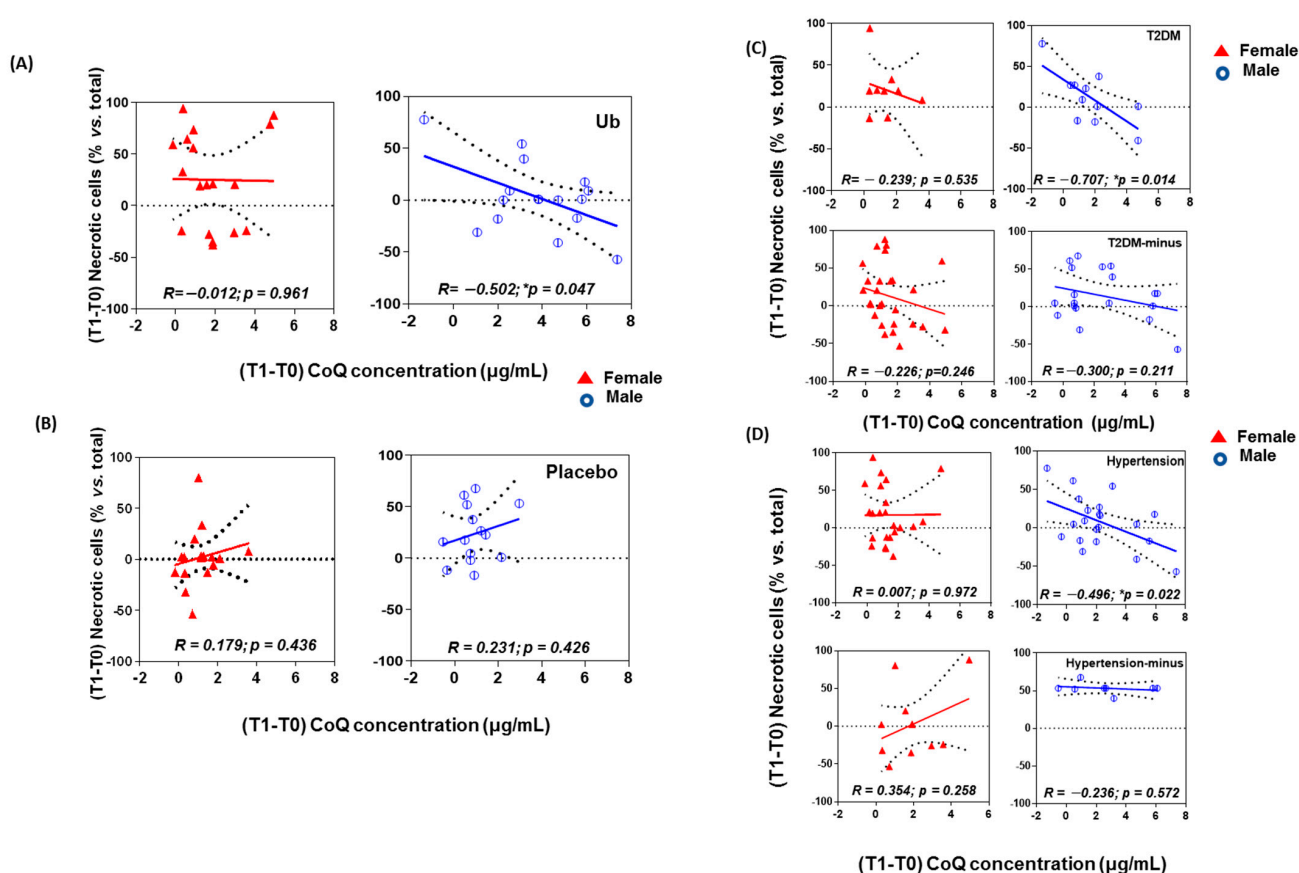 (A)
(T1-T0) Necrotic cells (% vs. total)
100
50
0
-50
-100
-2 0 2 4 6 8
R= −0.012; p = 0.961
Ub
100
50
0
-50
-100
-2 0 2 4 6 8
R= −0.502; *p = 0.047
(T1-T0) CoQ concentration (µg/mL)
Female
Male
(B)
(T1-T0) Necrotic cells (% vs. total)
100
50
0
-50
-100
-2 0 2 4 6 8
R = 0.179; p = 0.436
Placebo
100
50
0
-50
-100
-2 0 2 4 6 8
R = 0.231; p = 0.426
(T1-T0) CoQ concentration (µg/mL)
(C)
Female
Male
(T1-T0) Necrotic cells (% vs. total)
100
50
0
-50
-100
-2 0 2 4 6 8
R= − 0.239; p = 0.535
T2DM
100
50
0
-50
-100
-2 0 2 4 6 8
R= −0.707, *p = 0.014
100
50
0
-50
-100
-2 0 2 4 6 8
R = −0.226; p=0.246
T2DM-minus
100
50
0
-50
-100
-2 0 2 4 6 8
R = −0.300; p = 0.211
(T1-T0) CoQ concentration (µg/mL)
(D)
Female
Male
(T1-T0) Necrotic cells (% vs. total)
100
50
0
-50
-100
-2 0 2 4 6 8
R = 0.007; p = 0.972
Hypertension
100
50
0
-50
-100
-2 0 2 4 6 8
R = −0.496; *p = 0.022
100
50
0
-50
-100
-2 0 2 4 6
R = 0.354; p = 0.258
Hypertension-minus
100
50
0
-50
-100
-2 0 2 4 6 8
R = −0.236; p = 0.572
(T1-T0) CoQ concentration (µg/mL)